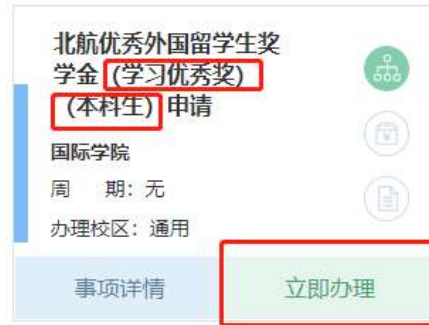 北航优秀外国留学生奖
学金 (学习优秀奖)
(本科生) 申请
国际学院
周 期：无
办理校区：通用
事项详情 立即办理